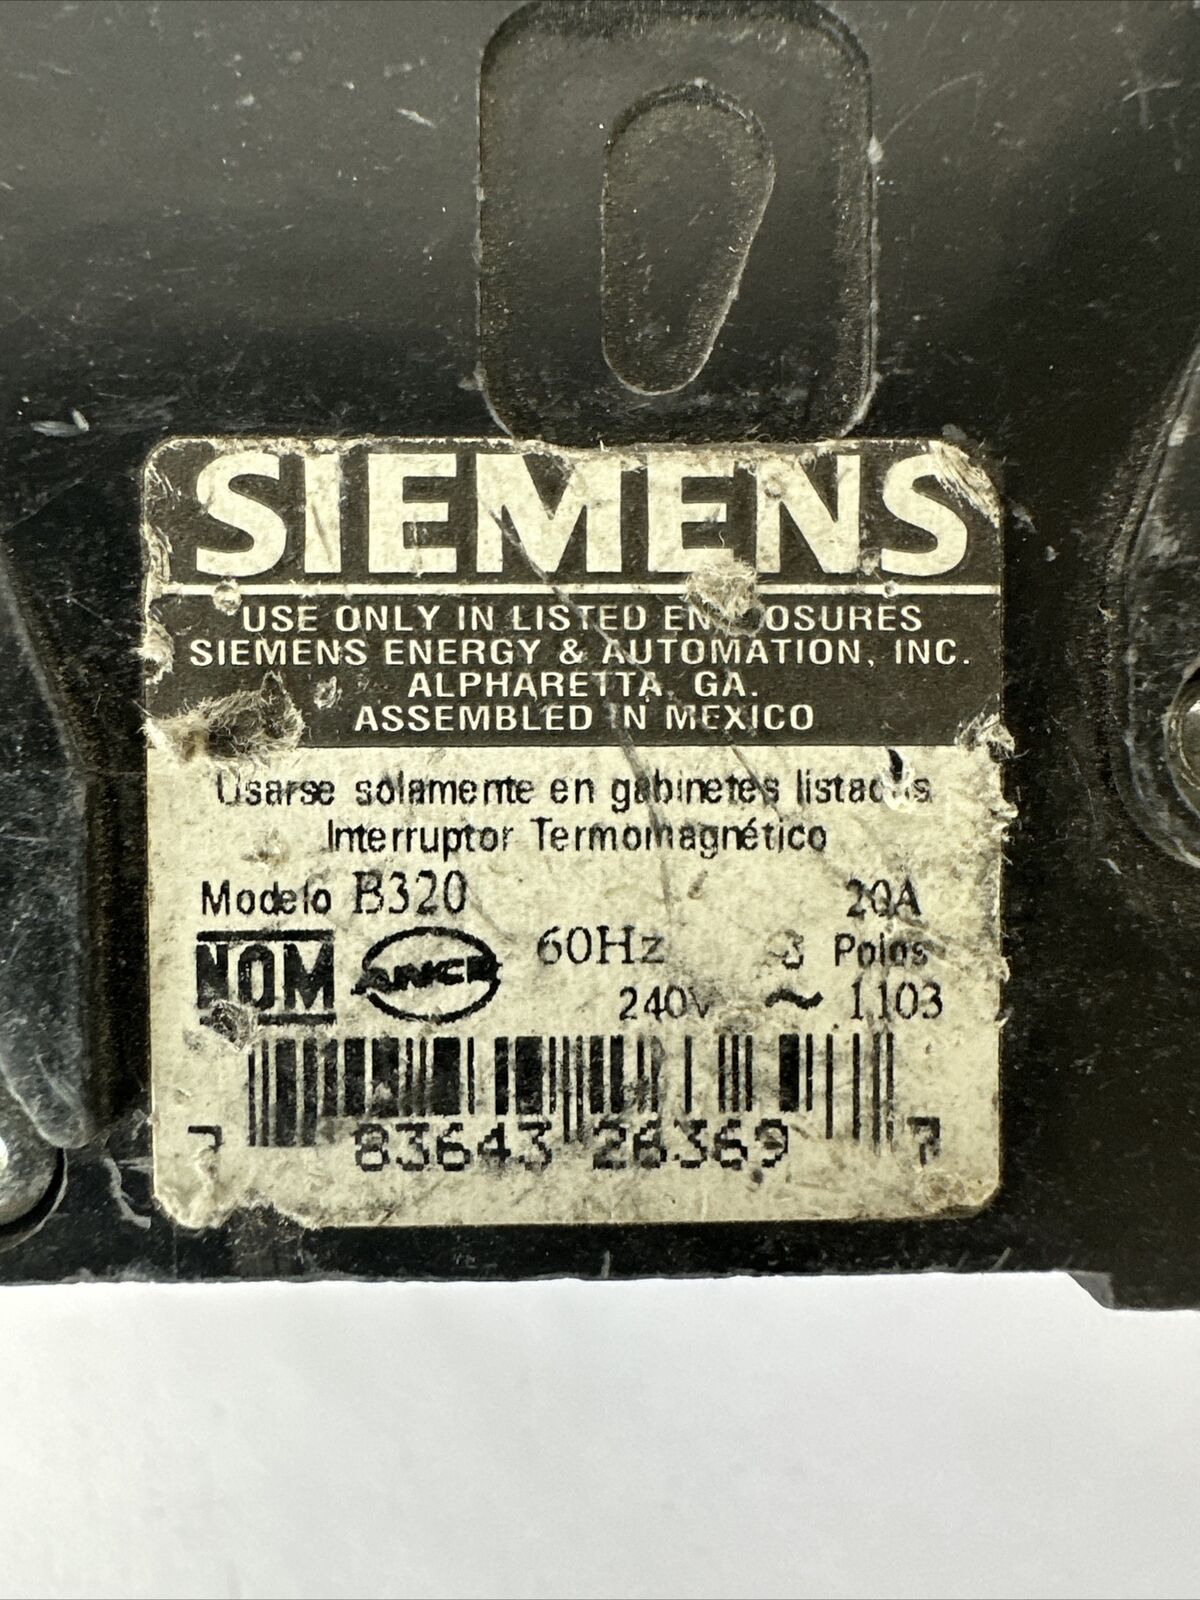 SIEMENS
USE ONLY IN LISTED ENCLOSURES
SIEMENS ENERGY & AUTOMATION, INC.
ALPHARETTA, GA.
ASSEMBLED IN MEXICO
Usarse solamente en gabinetes listados
Interruptor Termomagnético
Modelo B320 20A
NOM ANCE 60Hz 3 Polos
240V ~ 1103
7 83643 26369 7